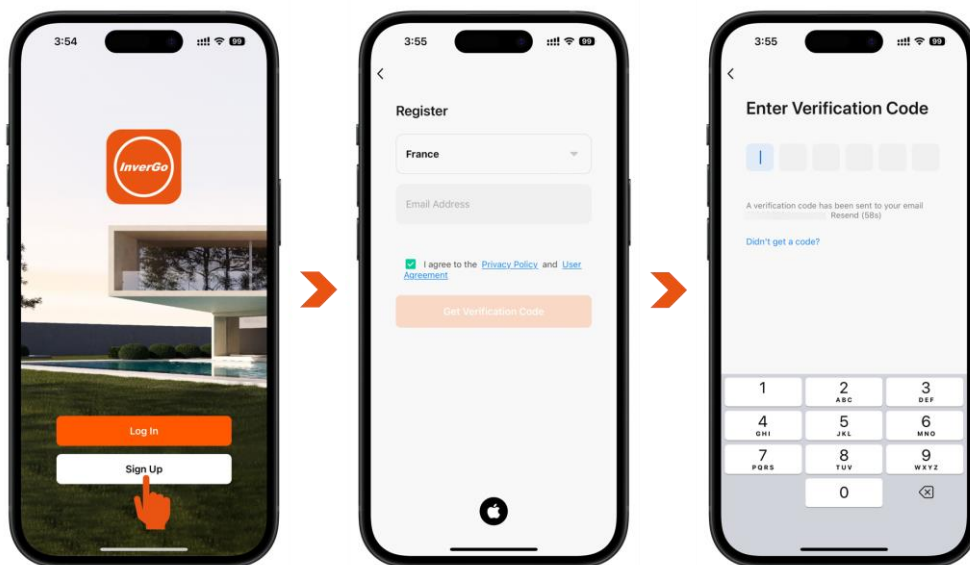 3:54
99
InverGo
Log In
Sign Up
3:55
99
Register
France
Email Address
I agree to the Privacy Policy and User
Agreement
Get Verification Code
3:55
99
Enter Verification Code
A verification code has been sent to your email
Resend (58s)
Didn't get a code?
1
2
3
ABC
DEF
4
5
6
GHI
JKL
MNO
7
8
9
PQRS
TUV
WXYZ
0